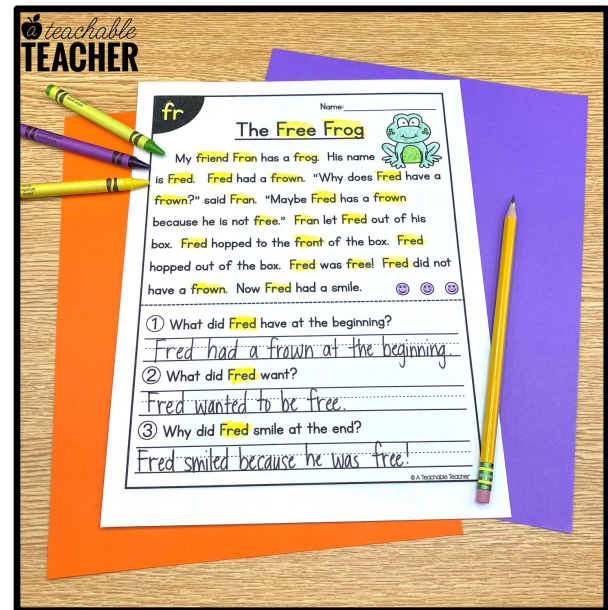 a teachable
TEACHER
fr
Name:
The Free Frog
My friend Fran has a frog. His name
is Fred. Fred had a frown. "Why does Fred have a
frown?" said Fran. "Maybe Fred has a frown
because he is not free." Fran let Fred out of his
box. Fred hopped to the front of the box. Fred
hopped out of the box. Fred was free! Fred did not
have a frown. Now Fred had a smile.
1 What did Fred have at the beginning?
Fred had a frown at the beginning.
2 What did Fred want?
Fred wanted to be free.
3 Why did Fred smile at the end?
Fred smiled because he was free!
© A Teachable Teacher